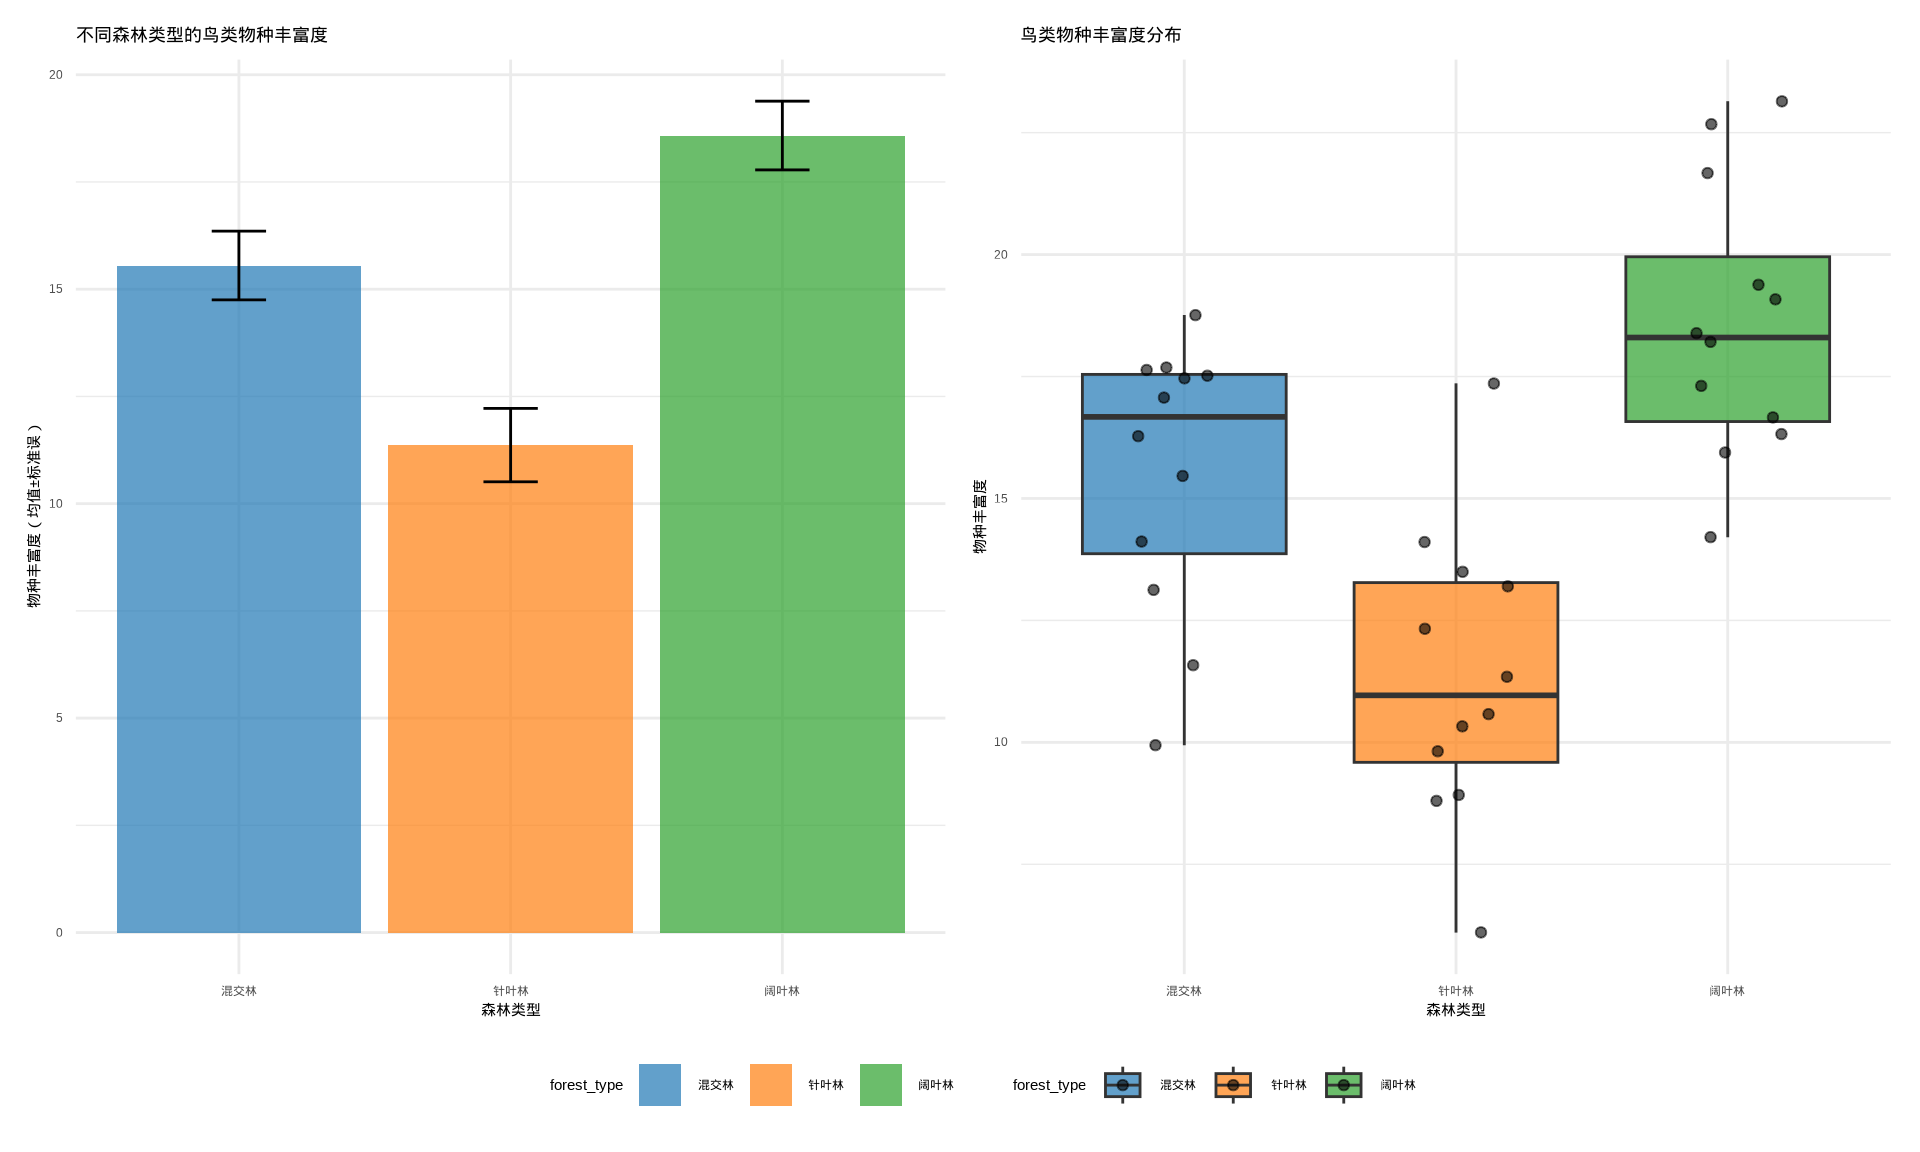 不同森林类型的鸟类物种丰富度
物种丰富度（均值±标准误）
20
15
10
5
0
混交林 针叶林 阔叶林
森林类型
鸟类物种丰富度分布
物种丰富度
20
15
10
混交林 针叶林 阔叶林
森林类型
forest_type 混交林 针叶林 阔叶林
forest_type 混交林 针叶林 阔叶林